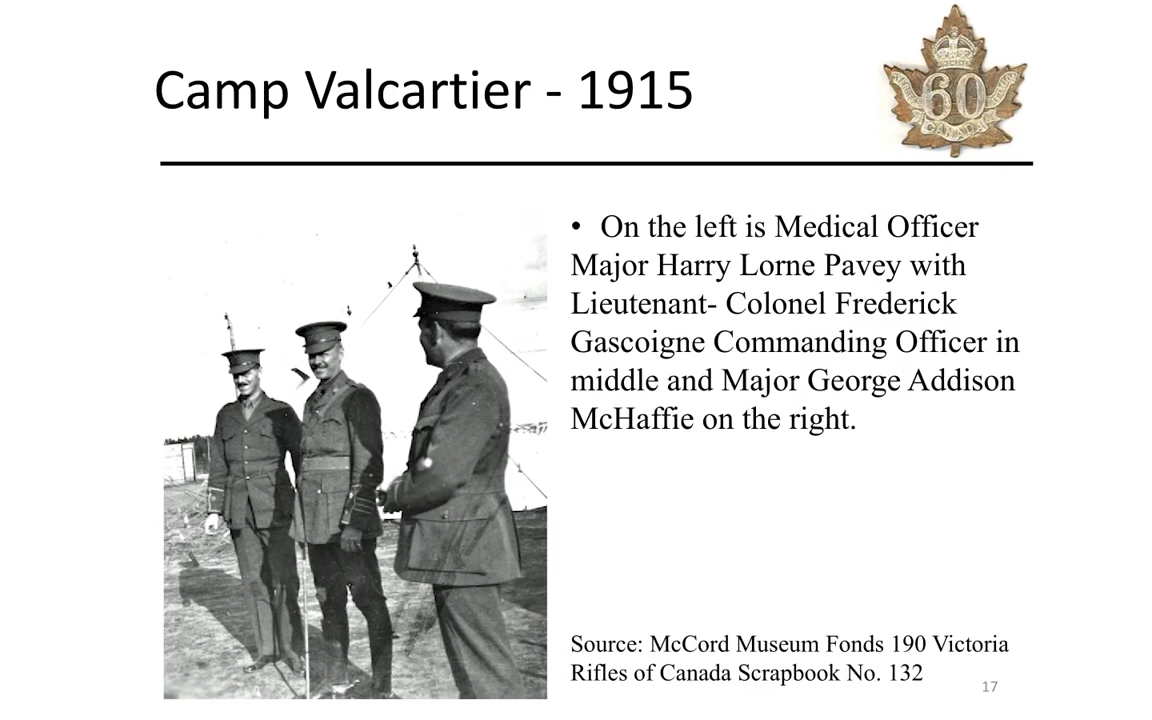 Camp Valcartier - 1915
60
CANADA
• On the left is Medical Officer
Major Harry Lorne Pavey with
Lieutenant- Colonel Frederick
Gascoigne Commanding Officer in
middle and Major George Addison
McHaffie on the right.
Source: McCord Museum Fonds 190 Victoria
Rifles of Canada Scrapbook No. 132
17